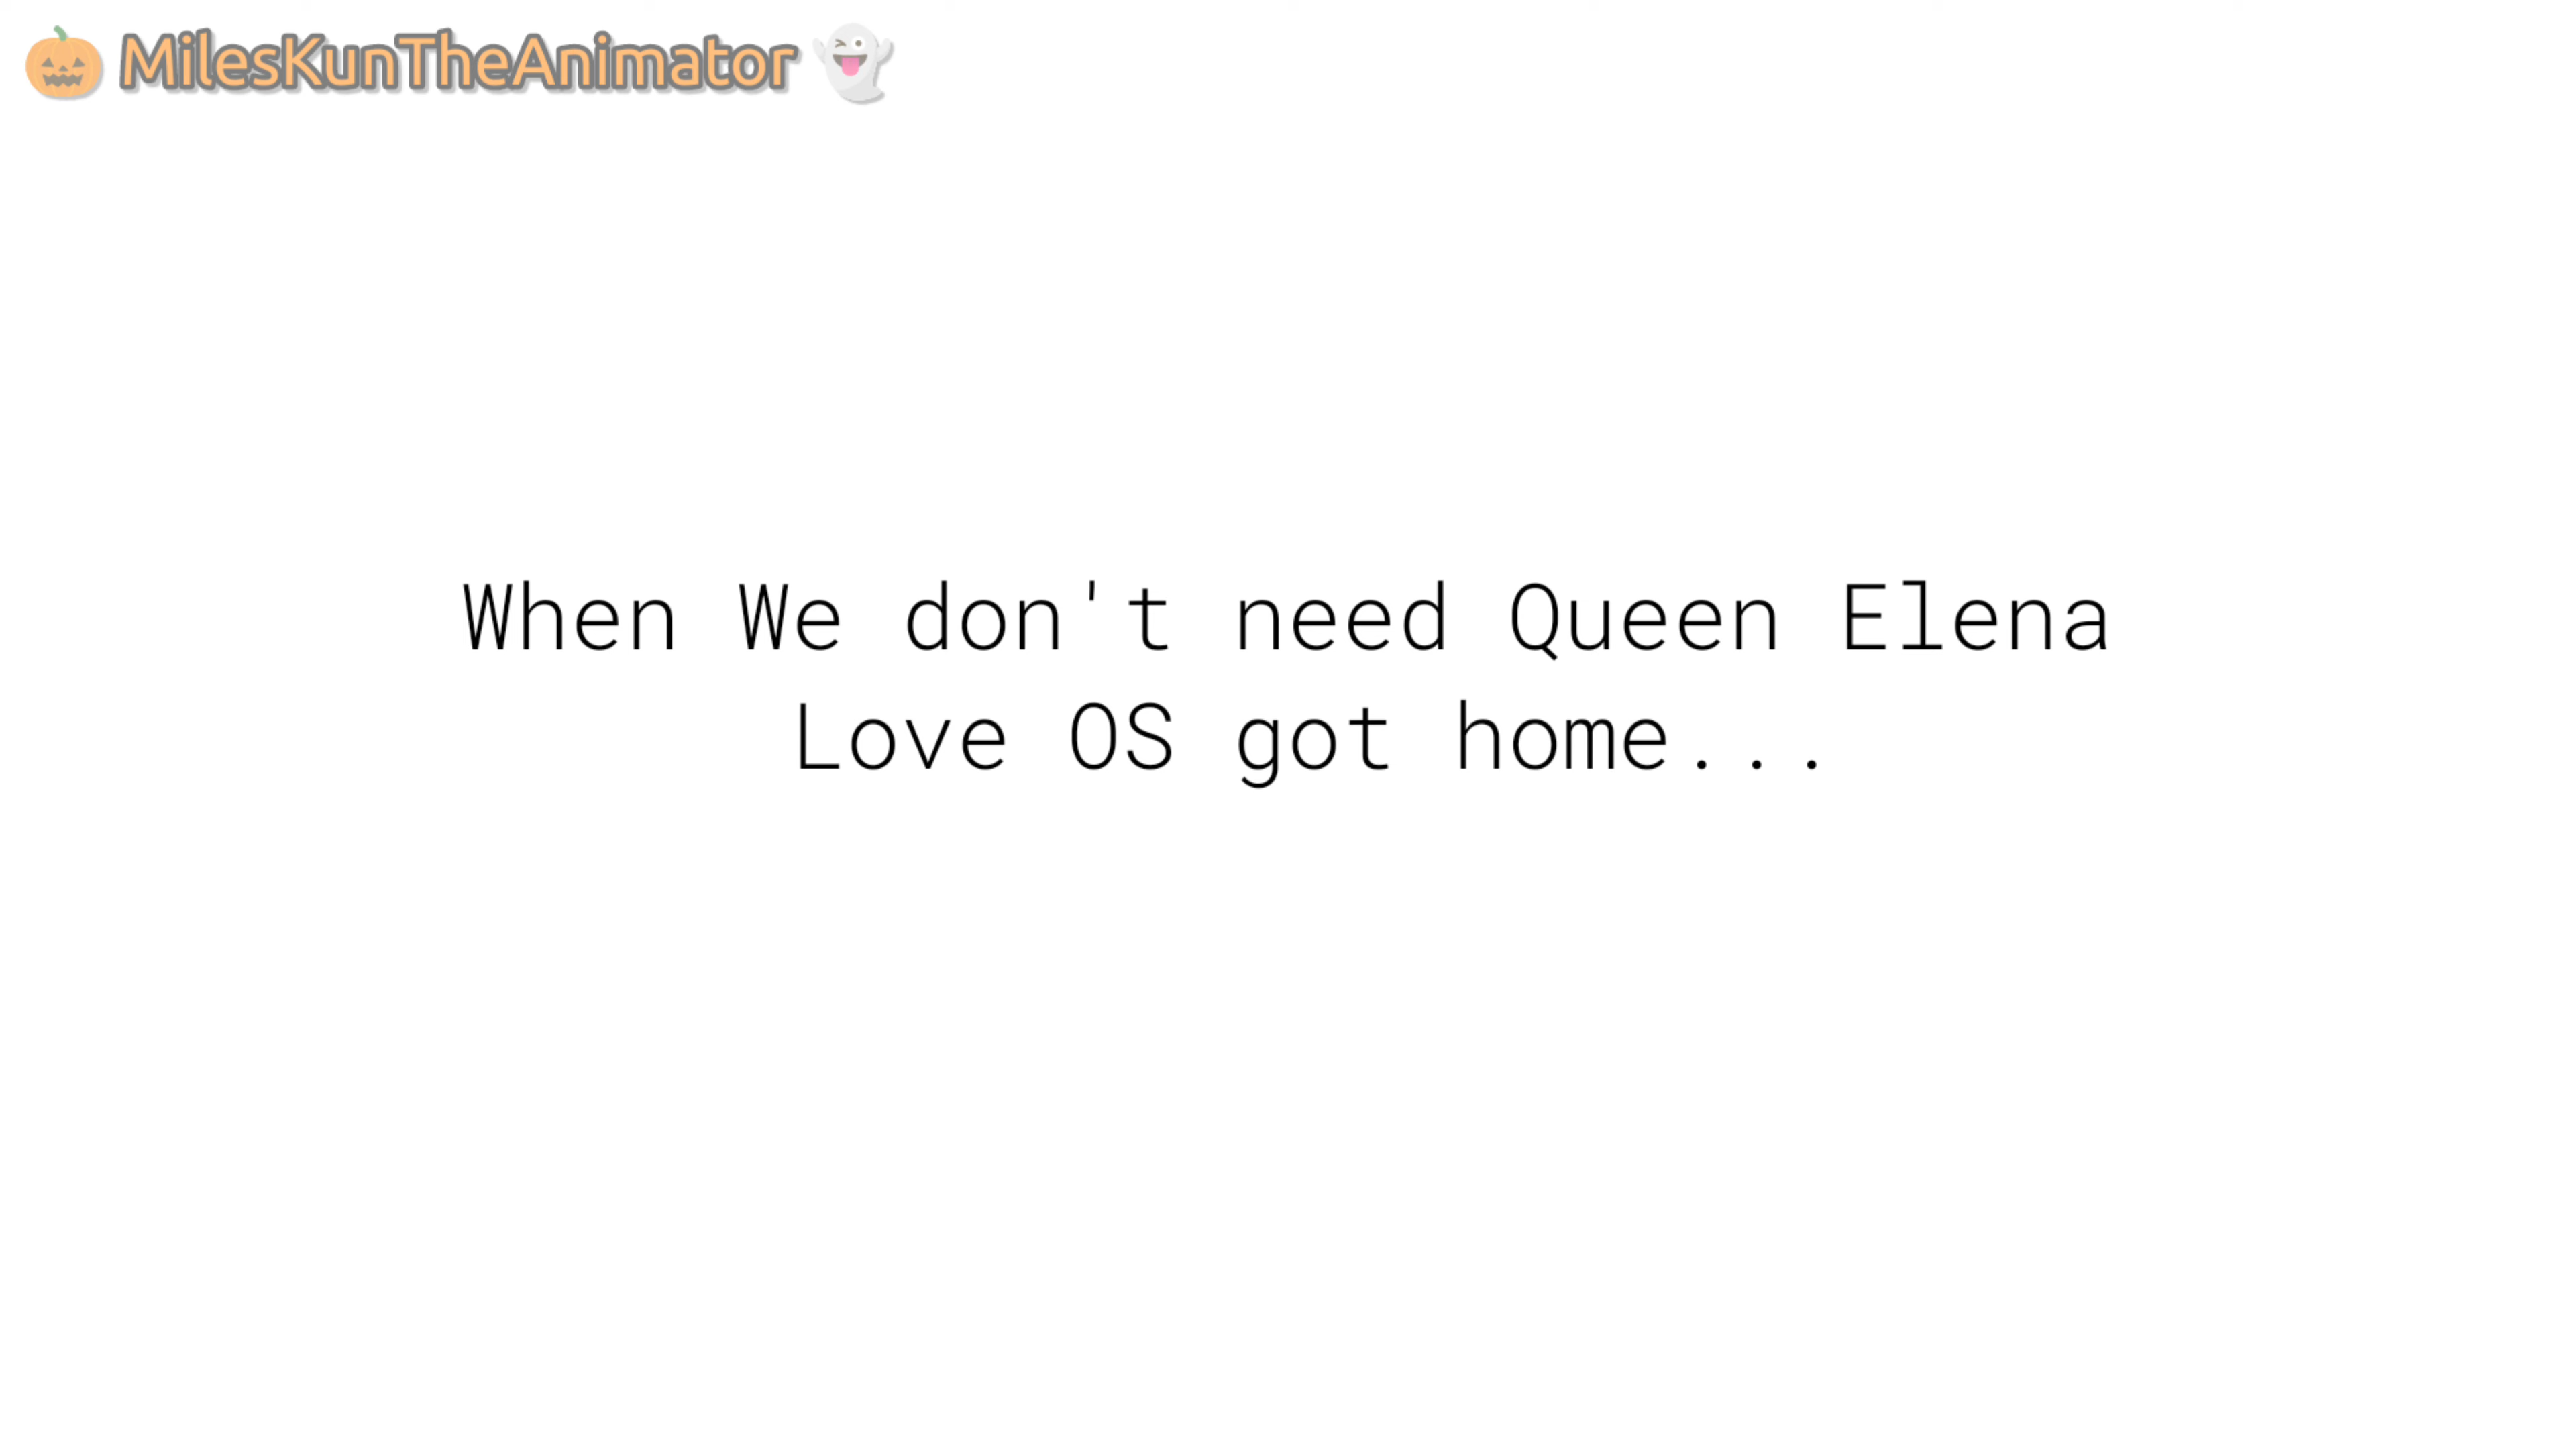 🎃 MilesKunTheAnimator 👻
When We don't need Queen Elena
Love OS got home...